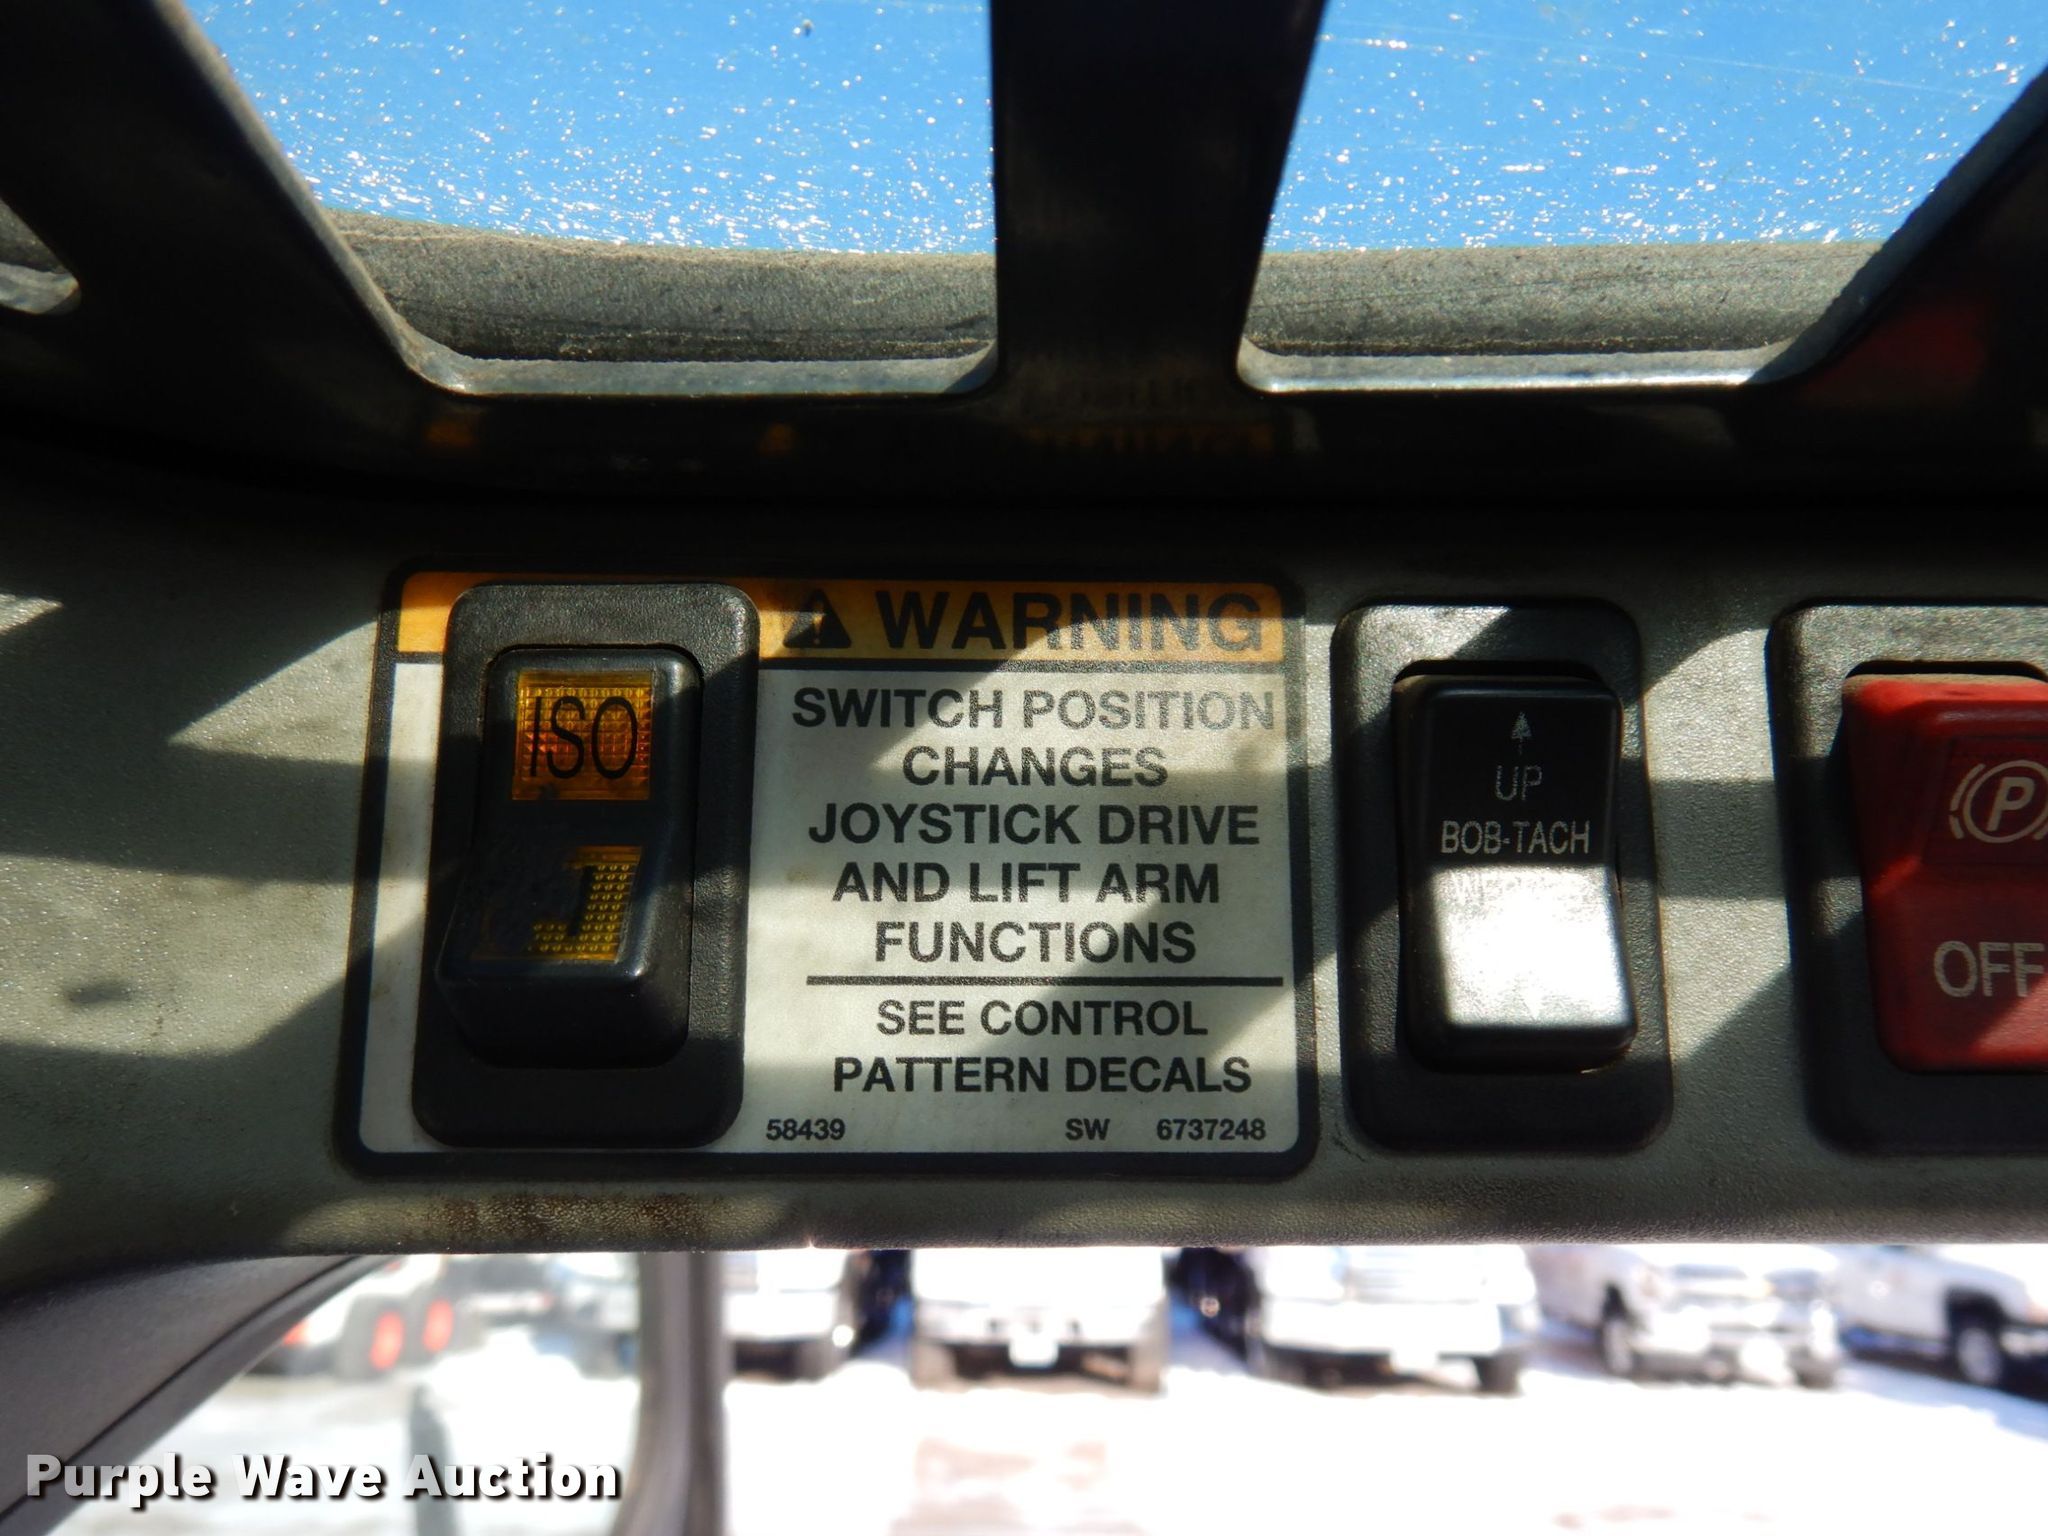 ISO
J
WARNING
SWITCH POSITION
CHANGES
JOYSTICK DRIVE
AND LIFT ARM
FUNCTIONS
SEE CONTROL
PATTERN DECALS
58439 SW 6737248
UP
BOB-TACH
P
OFF
Purple Wave Auction